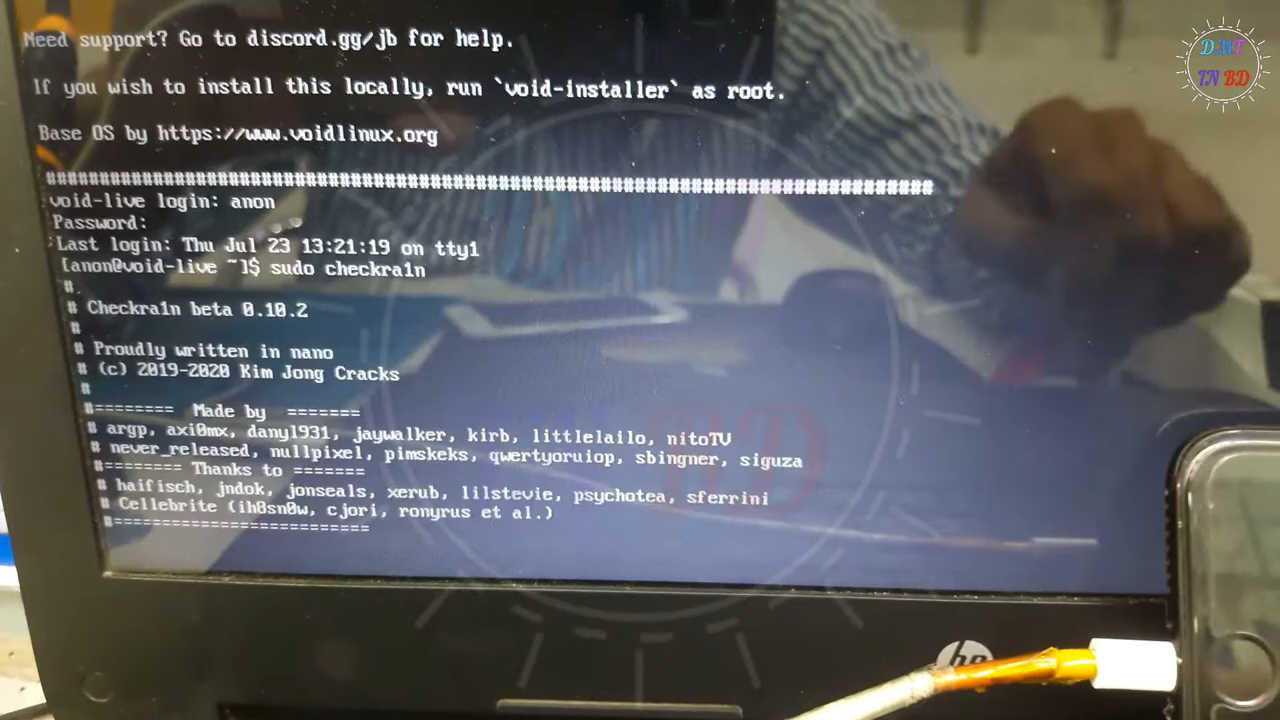 Need support? Go to discord.gg/jb for help.
If you wish to install this locally, run `void-installer` as root.
Base OS by https://www.voidlinux.org
##########################################################################################
void-live login: anon
Password:
Last login: Thu Jul 23 13:21:19 on tty1
[anon@void-live ~]$ sudo checkra1n
#
# Checkra1n beta 0.10.2
#
# Proudly written in nano
# (c) 2019-2020 Kim Jong Cracks
#
#======== Made by =======
# argp, axi0mx, danyl931, jaywalker, kirb, littlelailo, nitoTV
# never_released, nullpixel, pimskeks, qwertyoruiop, sbingner, siguza
#======== Thanks to =======
# haifisch, jndok, jonseals, xerub, lilstevie, psychotea, sferrini
# Cellebrite (ih8sn0w, cjori, ronyrus et al.)
#==========================
hp
DMT
TN BD